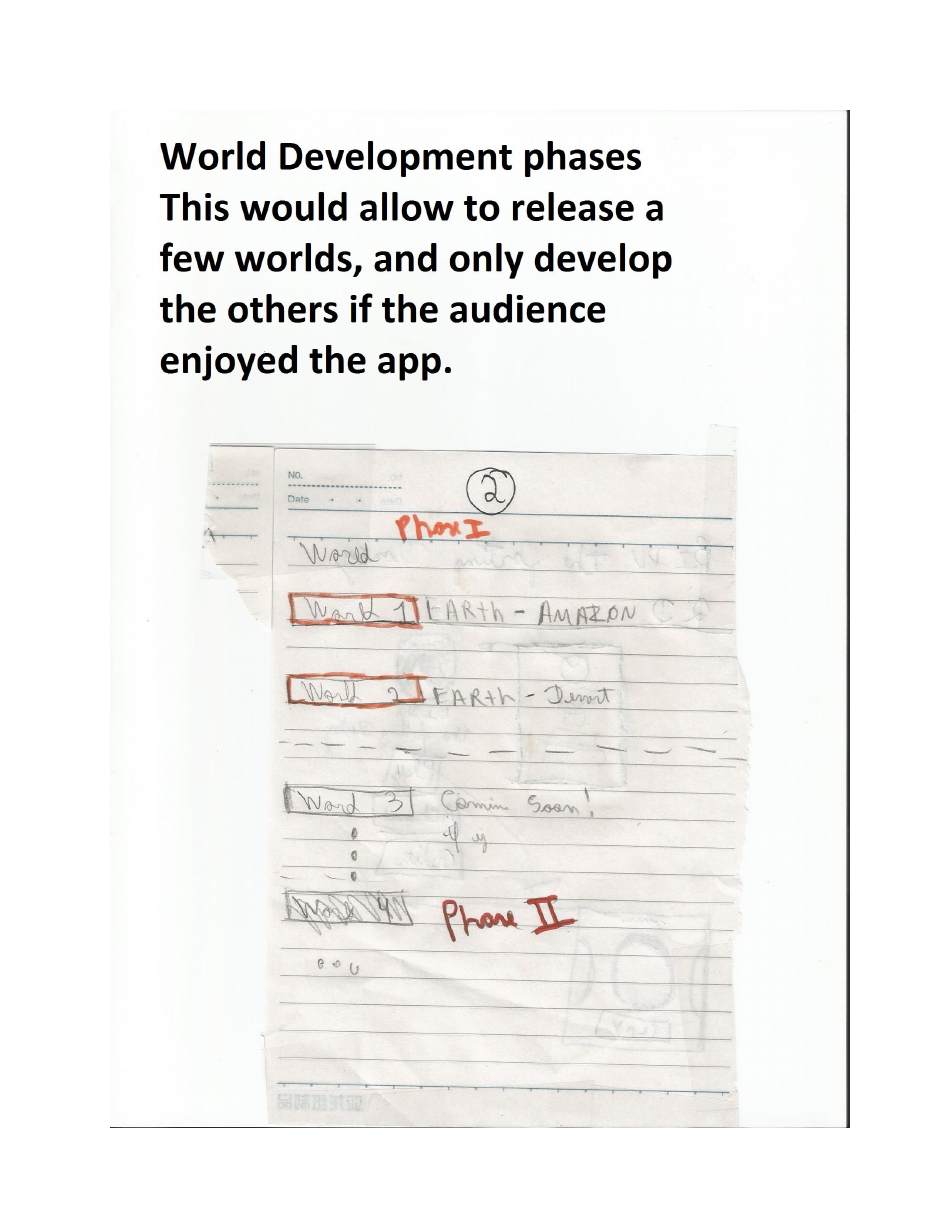 World Development phases
This would allow to release a
few worlds, and only develop
the others if the audience
enjoyed the app.
NO.
Date
2
Phase I
World
World 1 EARTH - AMAZON
World 2 EARTH - Desert
Word 3 Comin Soon!
4
Phase II